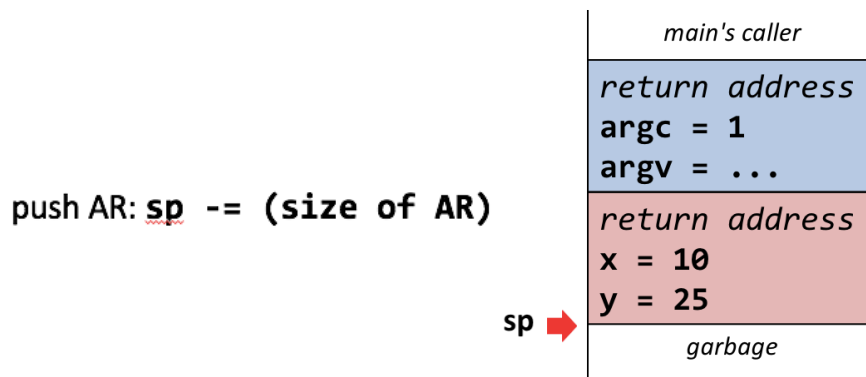 main's caller
return address
argc = 1
argv = ...
push AR: sp -= (size of AR)
return address
x = 10
y = 25
sp
garbage